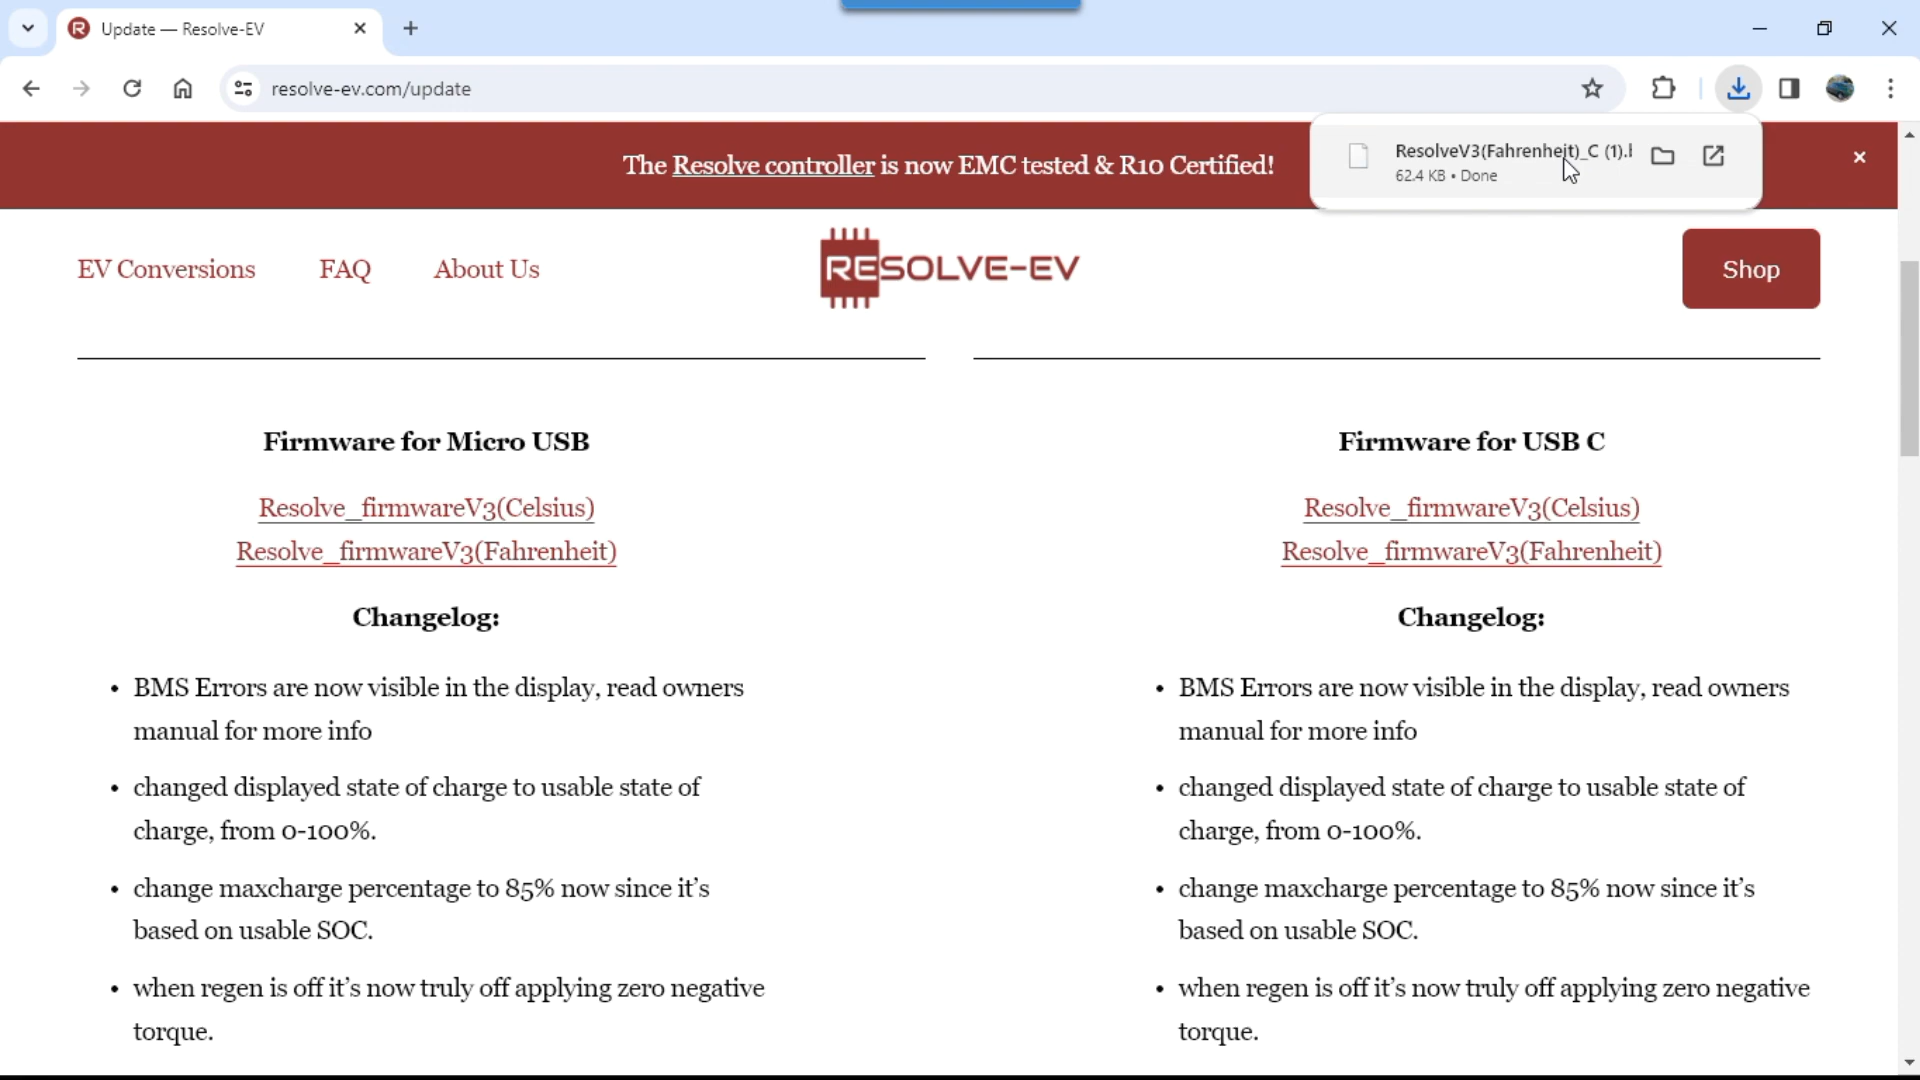 Update — Resolve-EV
resolve-ev.com/update
ResolveV3(Fahrenheit)_C (1).
62.4 KB • Done
The Resolve controller is now EMC tested & R10 Certified!
EV Conversions
FAQ
About Us
RESOLVE-EV
Shop
Firmware for Micro USB
Resolve_firmwareV3(Celsius)
Resolve_firmwareV3(Fahrenheit)
Changelog:
• BMS Errors are now visible in the display, read owners
manual for more info
• changed displayed state of charge to usable state of
charge, from 0-100%.
• change maxcharge percentage to 85% now since it’s
based on usable SOC.
• when regen is off it’s now truly off applying zero negative
torque.
Firmware for USB C
Resolve_firmwareV3(Celsius)
Resolve_firmwareV3(Fahrenheit)
Changelog:
• BMS Errors are now visible in the display, read owners
manual for more info
• changed displayed state of charge to usable state of
charge, from 0-100%.
• change maxcharge percentage to 85% now since it’s
based on usable SOC.
• when regen is off it’s now truly off applying zero negative
torque.